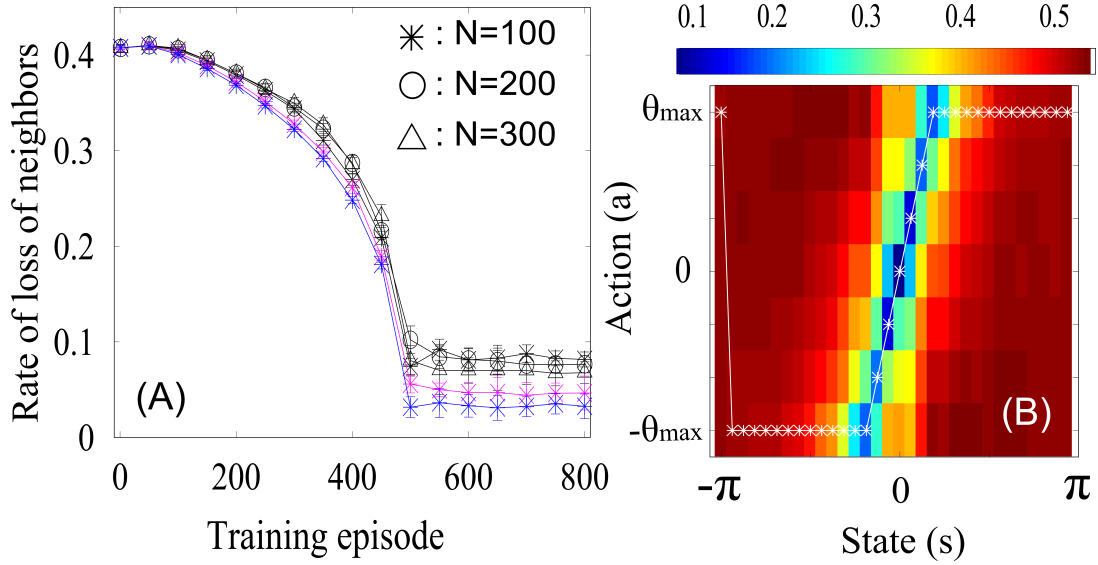 0.4
0.3
0.2
0.1
0
0
200
400
600
800
Rate of loss of neighbors
Training episode
: N=100
: N=200
: N=300
(A)
0.1 0.2 0.3 0.4 0.5
θmax
0
-θmax
Action (a)
-π 0 π
State (s)
(B)